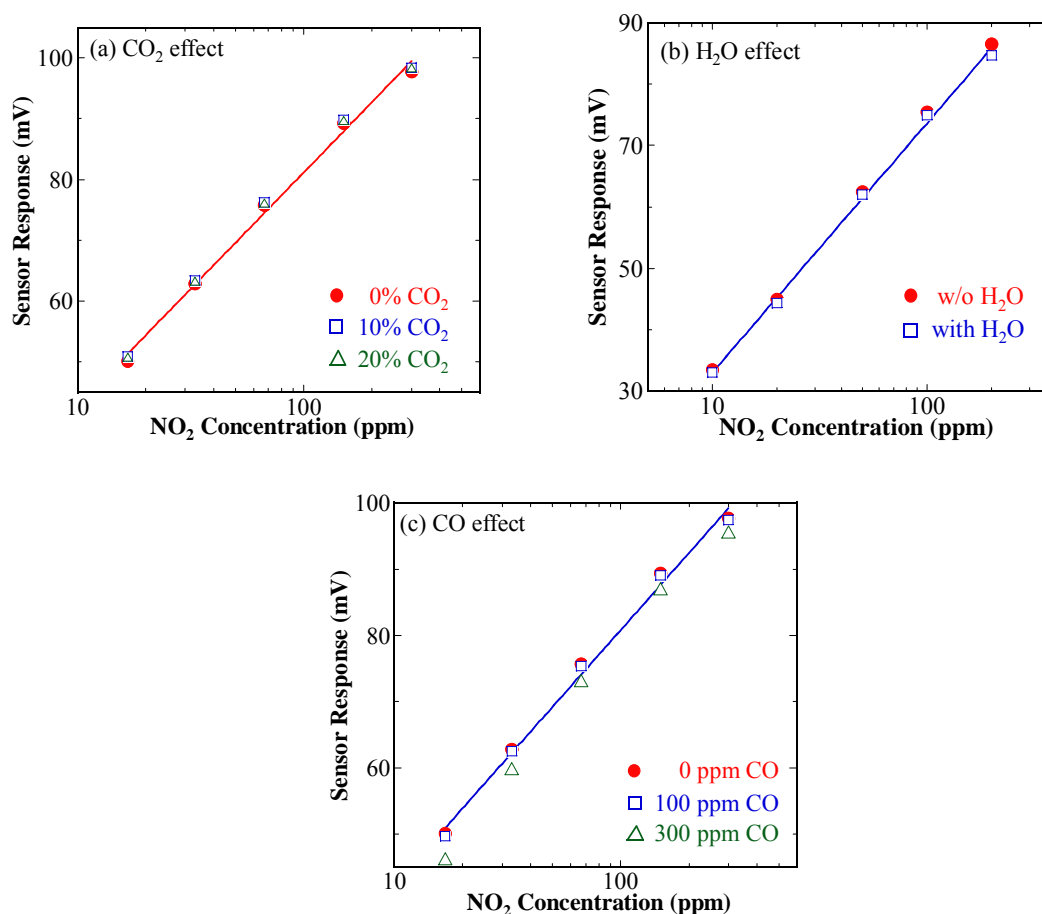 (a) CO₂ effect
100
80
60
Sensor Response (mV)
0% CO₂
10% CO₂
20% CO₂
10
100
NO₂ Concentration (ppm)
(b) H₂O effect
90
70
50
30
Sensor Response (mV)
w/o H₂O
with H₂O
10
100
NO₂ Concentration (ppm)
(c) CO effect
100
80
60
Sensor Response (mV)
0 ppm CO
100 ppm CO
300 ppm CO
10
100
NO₂ Concentration (ppm)